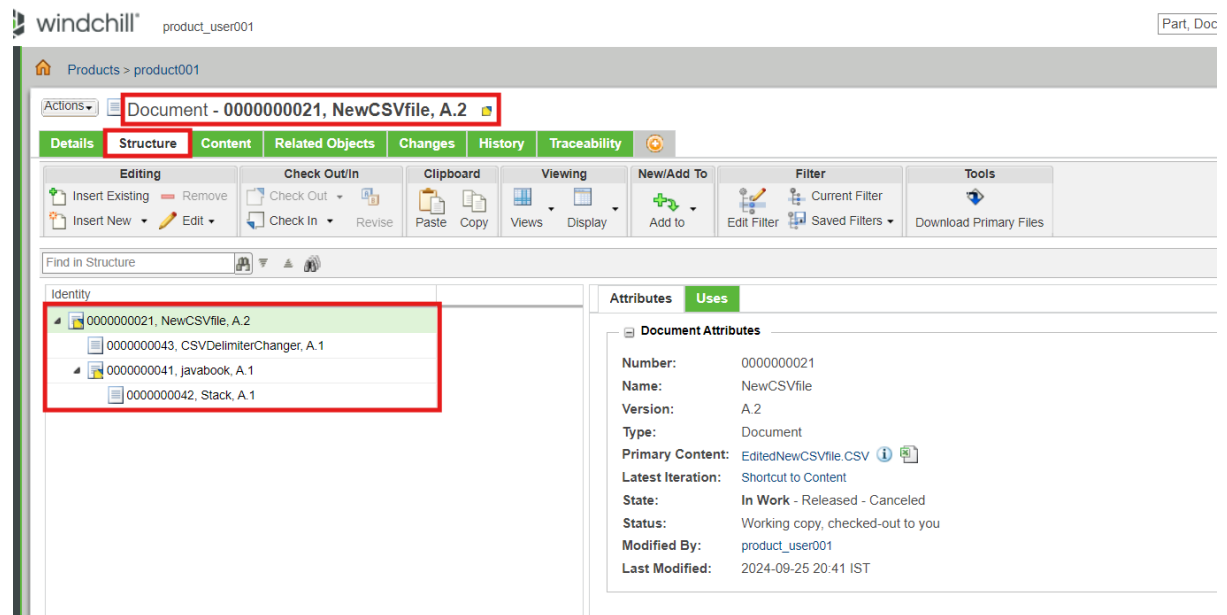 windchill® product_user001 Part, Doc
Products > product001
Actions Document - 0000000021, NewCSVfile, A.2
Details Structure Content Related Objects Changes History Traceability
Editing Check Out/In Clipboard Viewing New/Add To Filter Tools
Insert Existing Remove Check Out Current Filter
Insert New Edit Check In Revise Paste Copy Views Display Add to Edit Filter Saved Filters Download Primary Files
Find in Structure
Identity
0000000021, NewCSVfile, A.2
0000000043, CSVDelimiterChanger, A.1
0000000041, javabook, A.1
0000000042, Stack, A.1
Attributes Uses
Document Attributes
Number: 0000000021
Name: NewCSVfile
Version: A.2
Type: Document
Primary Content: EditedNewCSVfile.CSV
Latest Iteration: Shortcut to Content
State: In Work - Released - Canceled
Status: Working copy, checked-out to you
Modified By: product_user001
Last Modified: 2024-09-25 20:41 IST